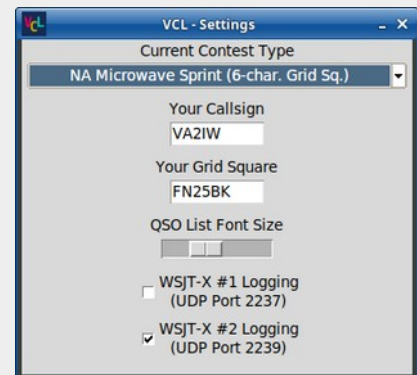 VCL
VCL - Settings
Current Contest Type
NA Microwave Sprint (6-char. Grid Sq.)
Your Callsign
VA2IW
Your Grid Square
FN25BK
QSO List Font Size
WSJT-X #1 Logging
(UDP Port 2237)
WSJT-X #2 Logging
(UDP Port 2239)